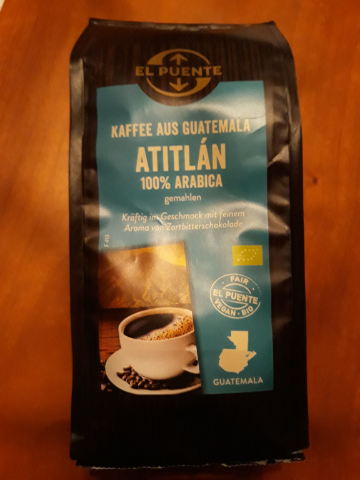 EL PUENTE
KAFFEE AUS GUATEMALA
ATITLÁN
100% ARABICA
gemahlen
Kräftig im Geschmack mit feinem
Aroma von Zartbitterschokolade
FAIR
EL PUENTE
VEGAN · BIO
GUATEMALA